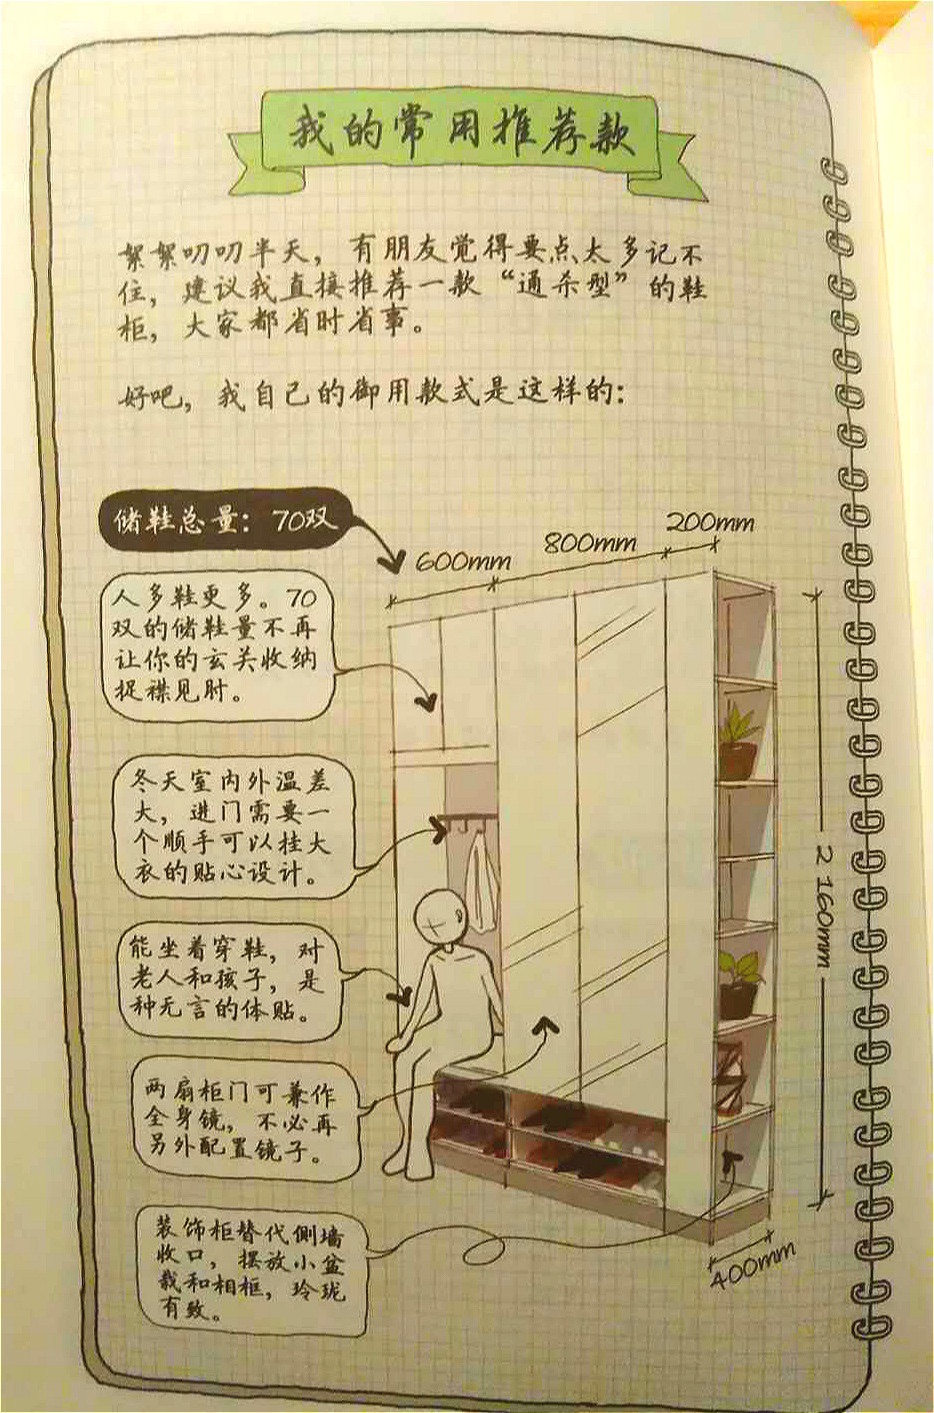 我的常用推荐款
絮絮叨叨半天，有朋友觉得要点太多记不
住，建议我直接推荐一款“通杀型”的鞋
柜，大家都省时省事。
好吧，我自己的御用款式是这样的：
储鞋总量：70双
600mm
800mm
200mm
人多鞋更多。70
双的储鞋量不再
让你的玄关收纳
捉襟见肘。
冬天室内外温差
大，进门需要一
个顺手可以挂大
衣的贴心设计。
能坐着穿鞋，对
老人和孩子，是
种无言的体贴。
两扇柜门可兼作
全身镜，不必再
另外配置镜子。
装饰柜替代侧墙
收口，摆放小盆
栽和相框，玲珑
有致。
2160mm
400mm